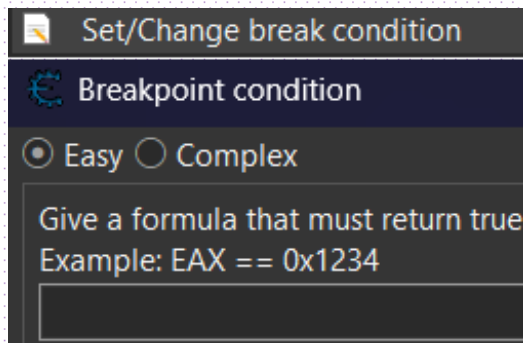 Set/Change break condition
Breakpoint condition
Easy Complex
Give a formula that must return true
Example: EAX == 0x1234